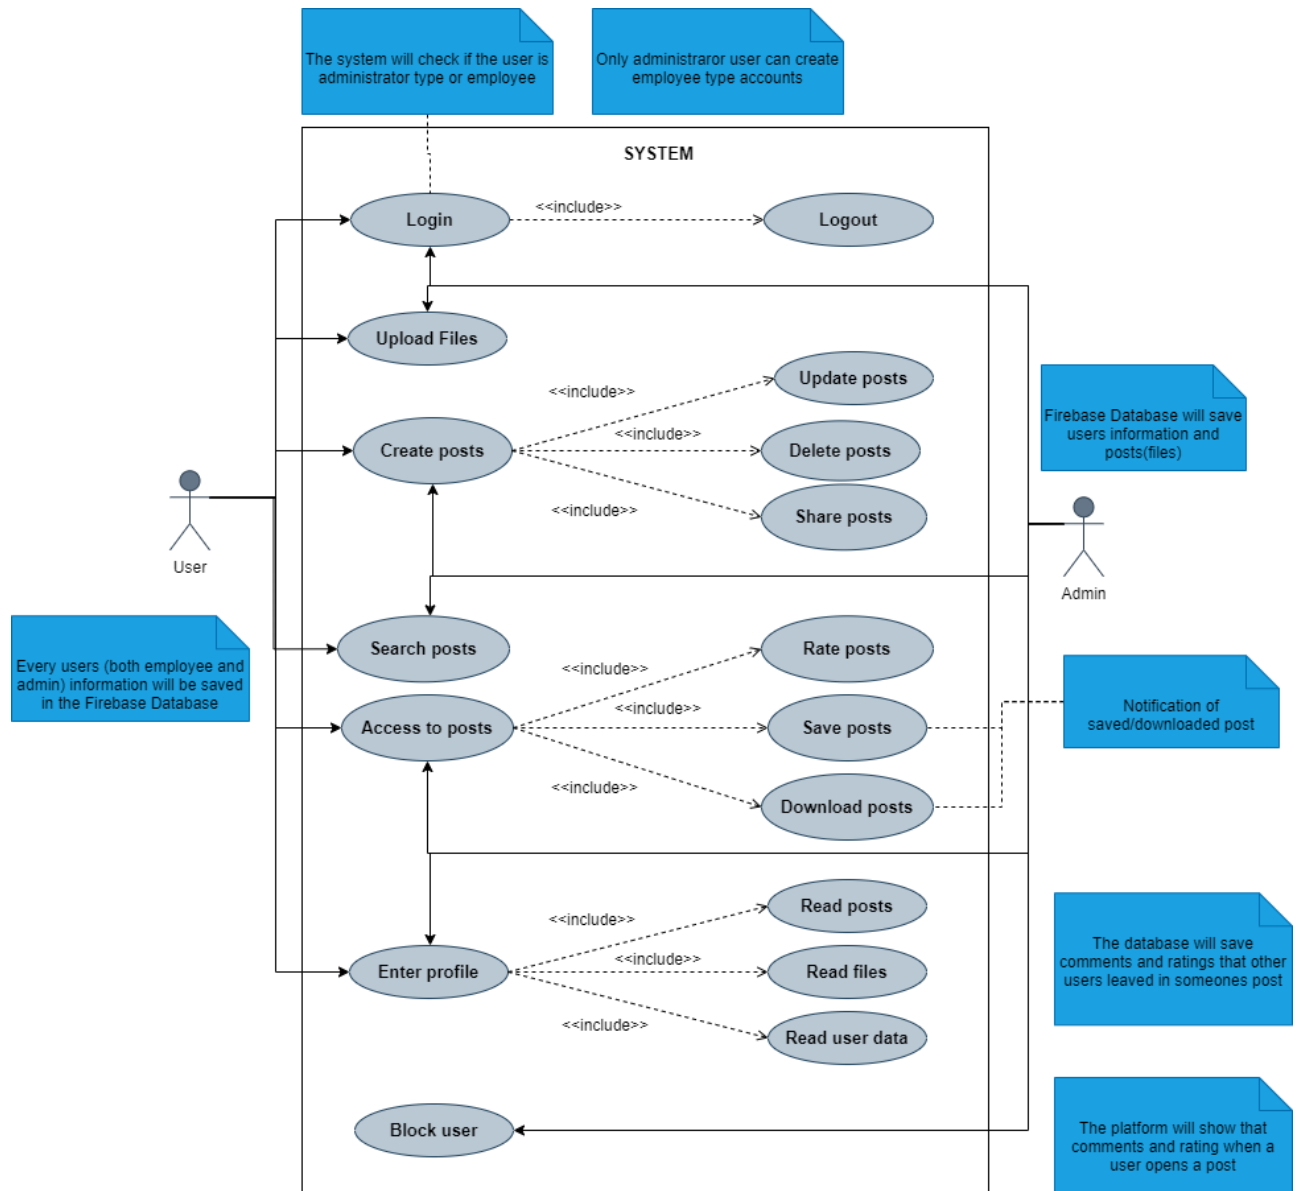 The system will check if the user is
administrator type or employee
Only administraror user can create
employee type accounts
SYSTEM
Login
<<include>>
Logout
Upload Files
Create posts
<<include>>
Update posts
<<include>>
Delete posts
<<include>>
Share posts
Firebase Database will save
users information and
posts(files)
User
Admin
Every users (both employee and
admin) information will be saved
in the Firebase Database
Search posts
Access to posts
<<include>>
Rate posts
<<include>>
Save posts
<<include>>
Download posts
Notification of
saved/downloaded post
Enter profile
<<include>>
Read posts
<<include>>
Read files
<<include>>
Read user data
The database will save
comments and ratings that other
users leaved in someones post
Block user
The platform will show that
comments and rating when a
user opens a post